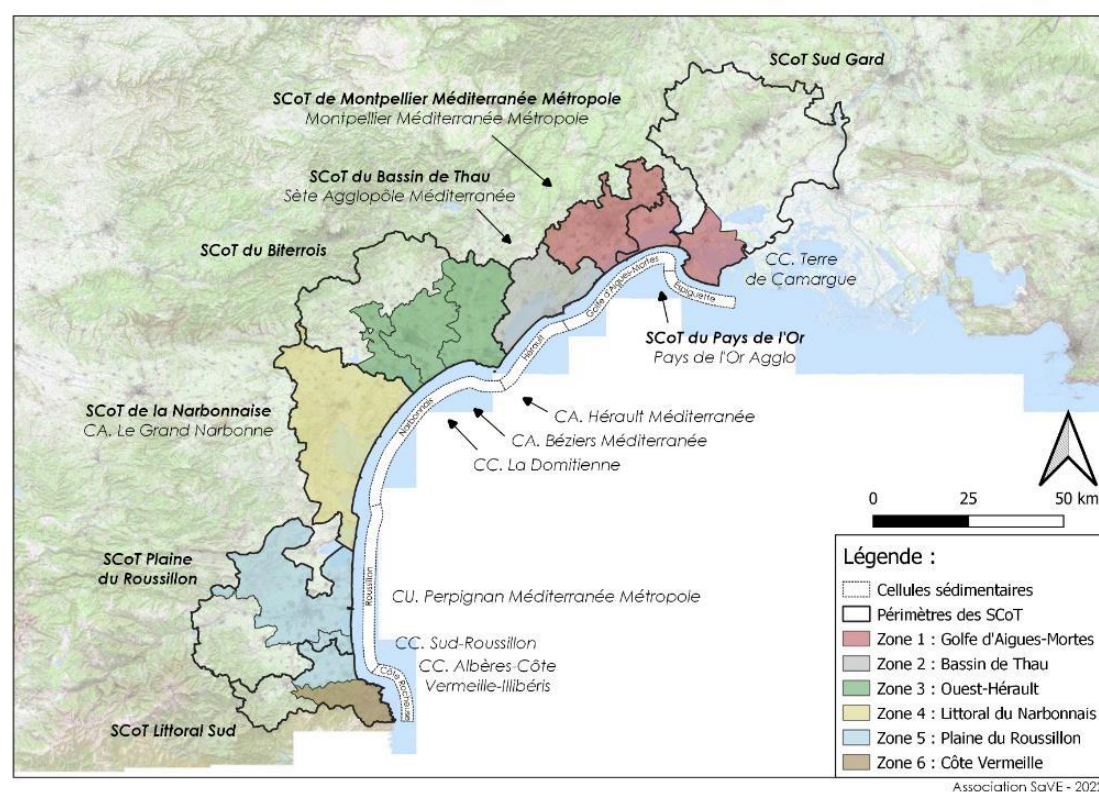 SCoT Sud Gard
SCoT de Montpellier Méditerranée Métropole
Montpellier Méditerranée Métropole
SCoT du Bassin de Thau
Sète Agglopôle Méditerranée
SCoT du Biterrois
CC. Terre
de Camargue
Golfe d'Aigues-Mortes
Espiguette
SCoT du Pays de l'Or
Pays de l'Or Agglo
Hérault
Narbonnais
SCoT de la Narbonnaise
CA. Le Grand Narbonne
CA. Hérault Méditerranée
CA. Béziers Méditerranée
CC. La Domitienne
0 25 50 km
SCoT Plaine
du Roussillon
Roussillon
CU. Perpignan Méditerranée Métropole
CC. Sud-Roussillon
CC. Albères-Côte
Vermeille-Illibéris
Côte Rocheuse
SCoT Littoral Sud
Légende :
Cellules sédimentaires
Périmètres des SCoT
Zone 1 : Golfe d'Aigues-Mortes
Zone 2 : Bassin de Thau
Zone 3 : Ouest-Hérault
Zone 4 : Littoral du Narbonnais
Zone 5 : Plaine du Roussillon
Zone 6 : Côte Vermeille
Association SaVE - 2022